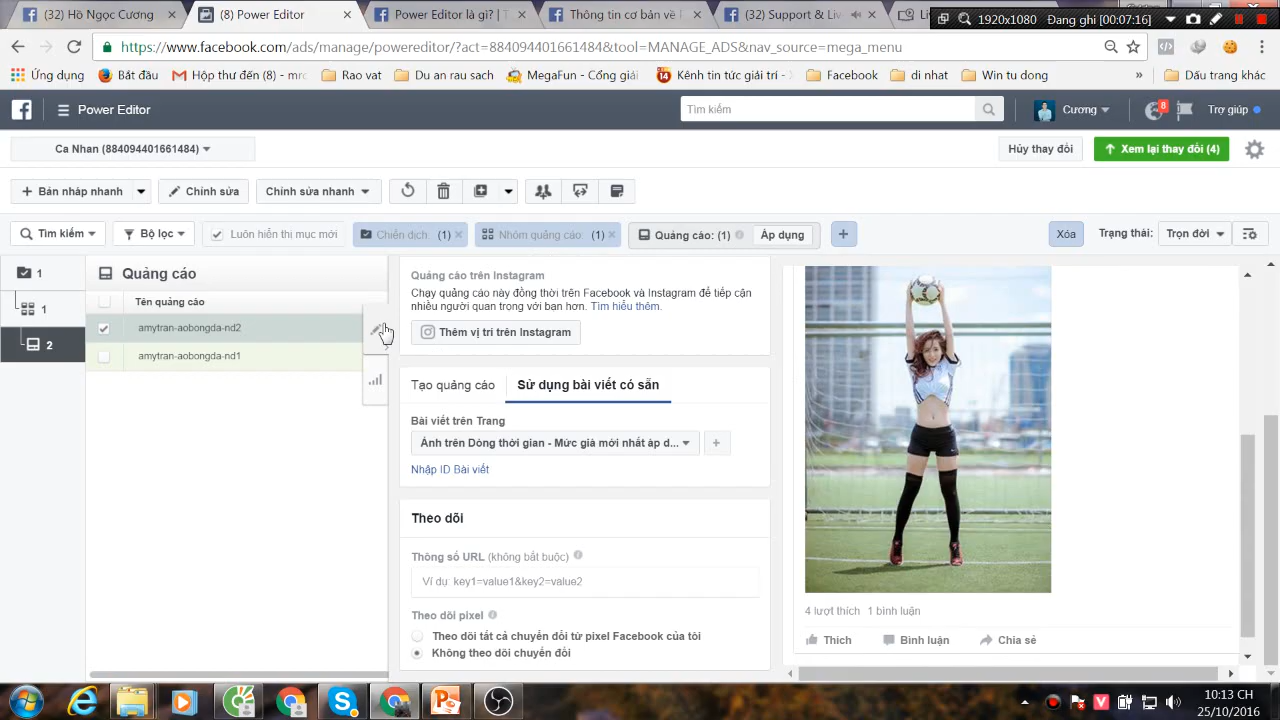 (32) Hồ Ngọc Cương
(8) Power Editor
Power Editor là gì?
Thông tin cơ bản về
(32) Support & Liv
Li
1920x1080 Đang ghi [00:07:16]
https://www.facebook.com/ads/manage/powereditor/?act=884094401661484&tool=MANAGE_ADS&nav_source=mega_menu
Ứng dụng
Bắt đầu
Hộp thư đến (8) - mrc
Rao vat
Du an rau sach
MegaFun - Cổng giải
Kênh tin tức giải trí -
Facebook
di nhat
Win tu dong
»
Dấu trang khác
Power Editor
Tìm kiếm
Cương
8
Trợ giúp
Ca Nhan (884094401661484)
Hủy thay đổi
Xem lại thay đổi (4)
Bản nhập nhanh
Chỉnh sửa
Chỉnh sửa nhanh
Tìm kiếm
Bộ lọc
Luôn hiển thị mục mới
Chiến dịch (1)
Nhóm quảng cáo: (1)
Quảng cáo: (1)
Áp dụng
Xóa
Trạng thái:
Trọn đời
1
1
2
Quảng cáo
Tên quảng cáo
amytran-aobongda-nd2
amytran-aobongda-nd1
Quảng cáo trên Instagram
Chạy quảng cáo này đồng thời trên Facebook và Instagram để tiếp cận
nhiều người quan trọng với bạn hơn. Tìm hiểu thêm.
Thêm vị trí trên Instagram
Tạo quảng cáo
Sử dụng bài viết có sẵn
Bài viết trên Trang
Ảnh trên Dòng thời gian - Mức giá mới nhất áp d...
Nhập ID Bài viết
Theo dõi
Thông số URL (không bắt buộc)
Ví dụ: key1=value1&key2=value2
Theo dõi pixel
Theo dõi tất cả chuyển đổi từ pixel Facebook của tôi
Không theo dõi chuyển đổi
4 lượt thích 1 bình luận
Thích
Bình luận
Chia sẻ
10:13 CH
25/10/2016